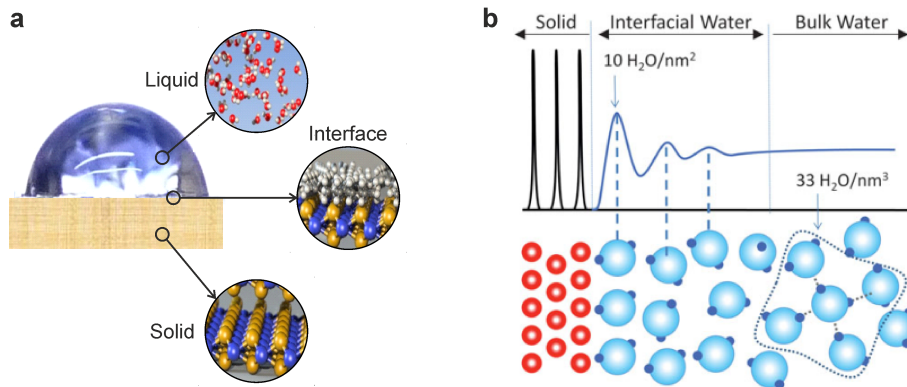 a
Liquid
Interface
Solid
b
Solid
Interfacial Water
Bulk Water
10 H₂O/nm²
33 H₂O/nm³